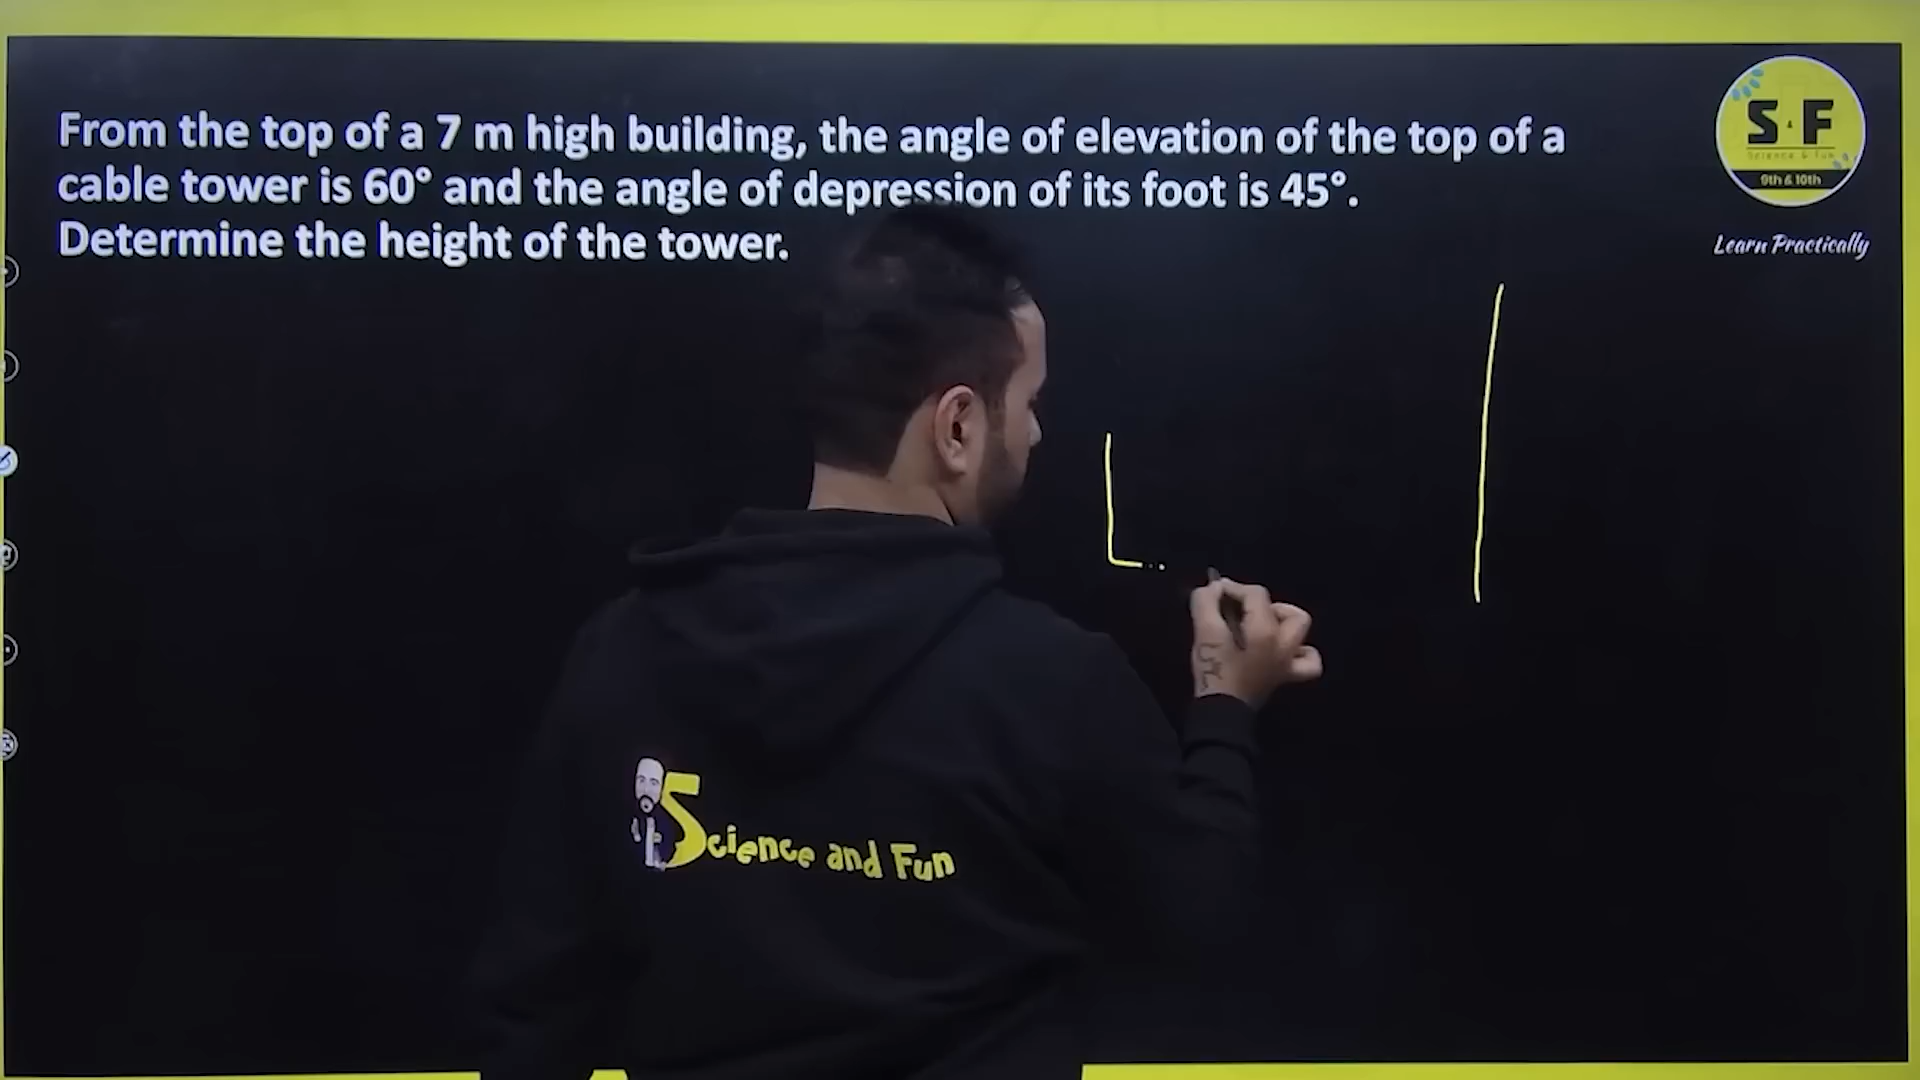 From the top of a 7 m high building, the angle of elevation of the top of a
cable tower is 60° and the angle of depression of its foot is 45°.
Determine the height of the tower.
S & F
Science & Fun
9th & 10th
Learn Practically
Science and Fun